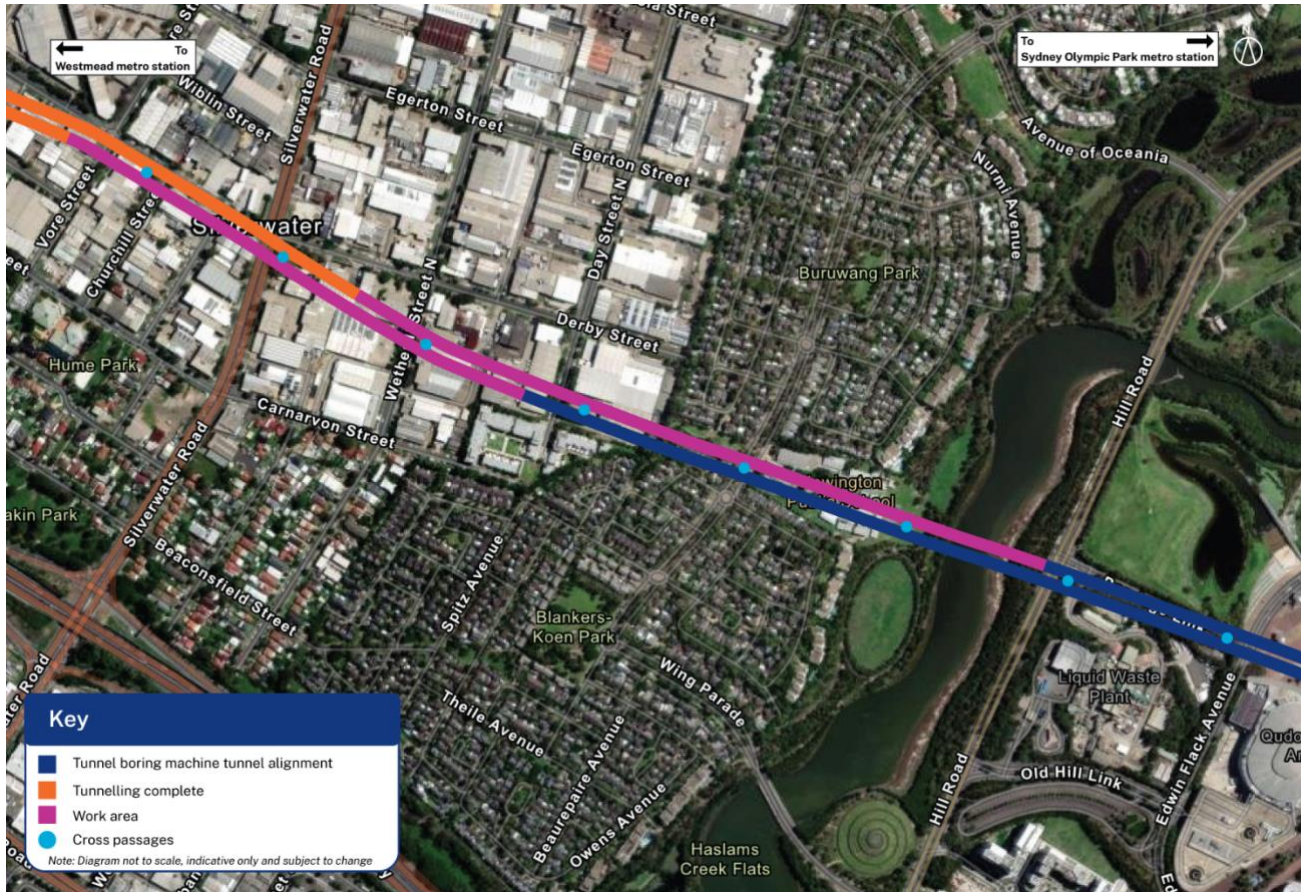 To
Westmead metro station
To
Sydney Olympic Park metro station
N
Wiblin Street
Silverwater Road
Egerton Street
Egerton Street
Avenue of Oceania
Nurmi Avenue
Vore Street
Churchill Street
Silverwater
Day Street N
Buruwang Park
Wetherill Street N
Derby Street
Hume Park
Carnarvon Street
Hill Road
Silverwater Road
Beaconsfield Street
Spitz Avenue
Blankers-
Koen Park
Wing Parade
Liquid Waste
Plant
Theile Avenue
Beaurepaire Avenue
Owens Avenue
Old Hill Link
Hill Road
Edwin Flack Avenue
Haslams
Creek Flats
Key
Tunnel boring machine tunnel alignment
Tunnelling complete
Work area
Cross passages
Note: Diagram not to scale, indicative only and subject to change